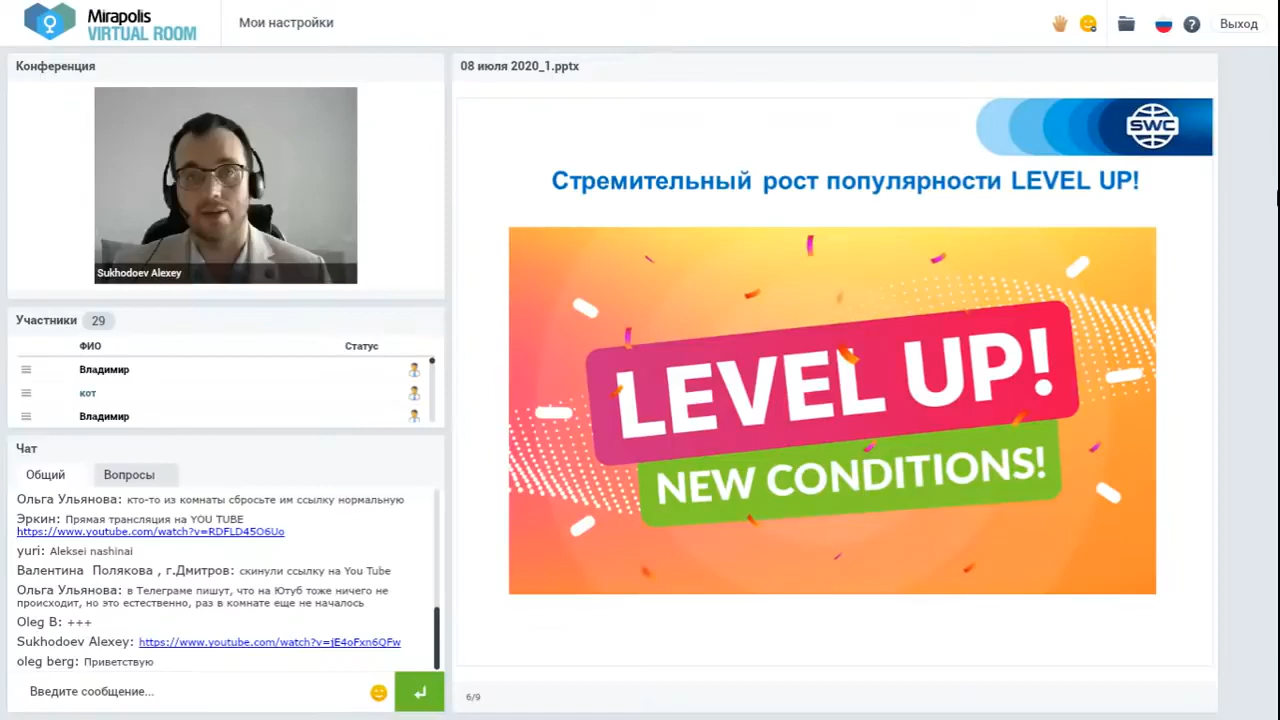 Mirapolis
VIRTUAL ROOM
Мои настройки
?
Выход
Конференция
Sukhodoev Alexey
Участники 29
ФИО Статус
Владимир
кот
Владимир
Чат
Общий Вопросы
Ольга Ульянова: кто-то из комнаты сбросьте им ссылку нормальную
Эркин: Прямая трансляция на YOU TUBE
https://www.youtube.com/watch?v=RDFLD45O6Uo
yuri: Aleksei nashinai
Валентина Полякова , г.Дмитров: скинули ссылку на You Tube
Ольга Ульянова: в Телеграме пишут, что на Ютуб тоже ничего не
происходит, но это естественно, раз в комнате еще не началось
Oleg B: +++
Sukhodoev Alexey: https://www.youtube.com/watch?v=jE4oFxn6QFw
oleg berg: Приветствую
Введите сообщение...
08 июля 2020_1.pptx
SWC
Стремительный рост популярности LEVEL UP!
LEVEL UP!
NEW CONDITIONS!
6/9